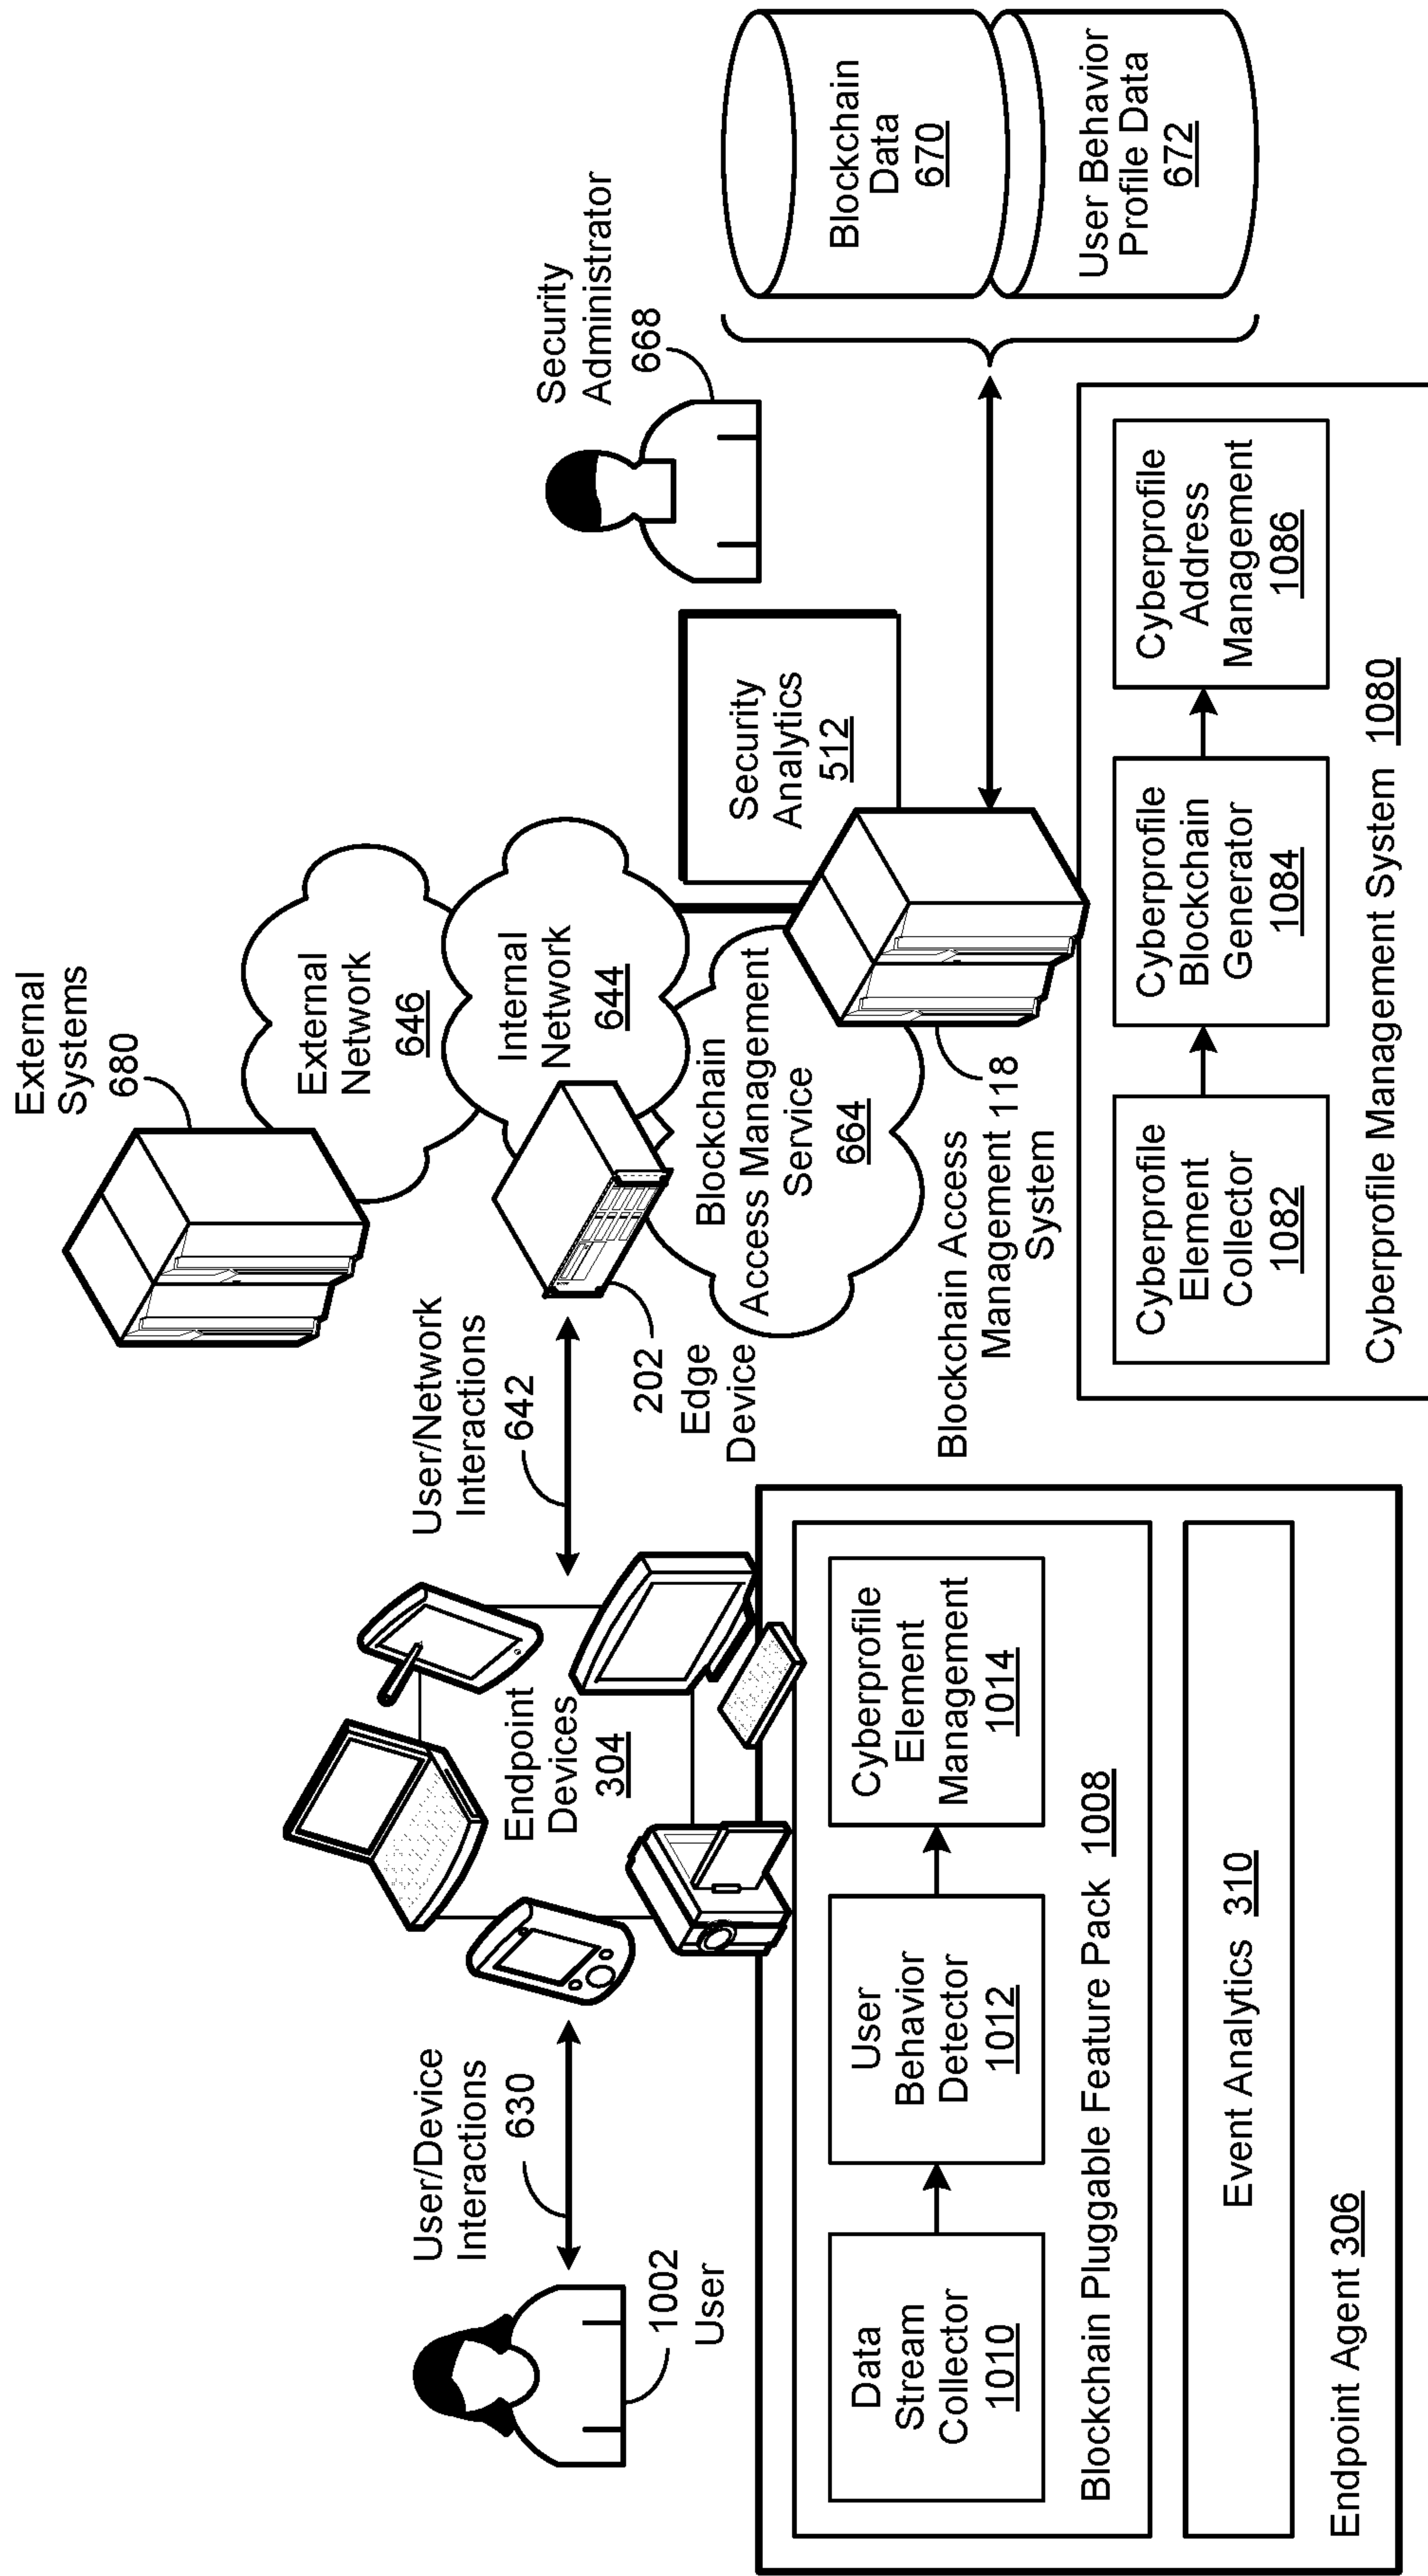 External
Systems
680
External
Network
646
Internal
Network
644
Security
Administrator
668
User/Device
Interactions
630
User/Network
Interactions
642
Endpoint
Devices
304
1002
User
202
Edge
Device
Blockchain
Access Management
Service
664
Security
Analytics
512
Blockchain
Data
670
User Behavior
Profile Data
672
Blockchain Access
Management 118
System
Data
Stream
Collector
1010
User
Behavior
Detector
1012
Cyberprofile
Element
Management
1014
Blockchain Pluggable Feature Pack 1008
Event Analytics 310
Endpoint Agent 306
Cyberprofile
Element
Collector
1082
Cyberprofile
Blockchain
Generator
1084
Cyberprofile
Address
Management
1086
Cyberprofile Management System 1080